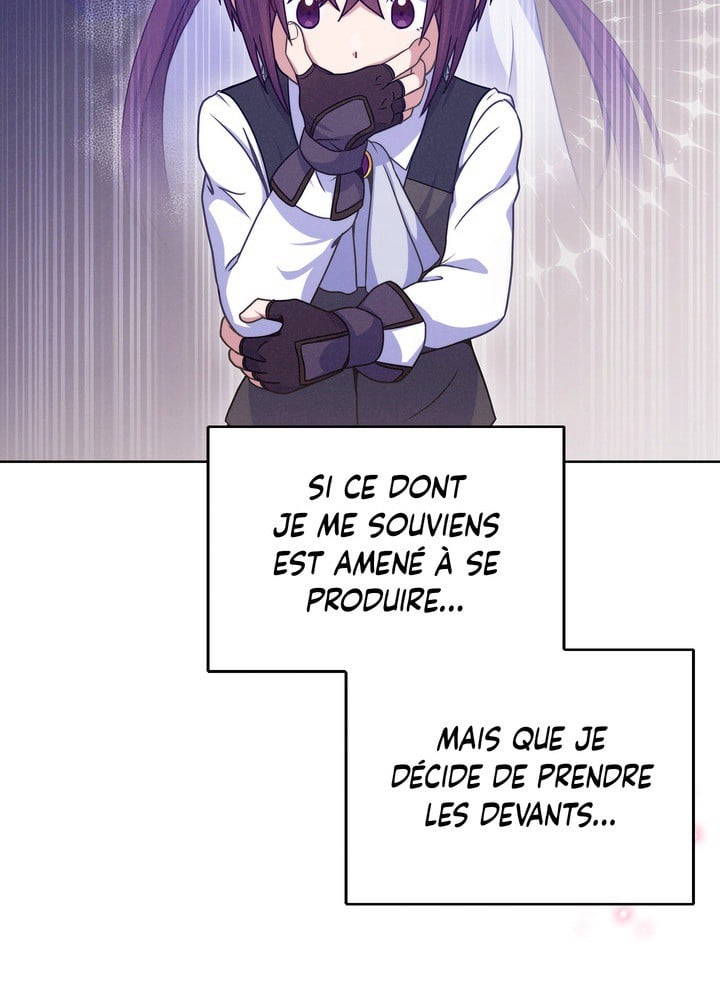 SI CE DONT
JE ME SOUVIENS
EST AMENÉ À SE
PRODUIRE...
MAIS QUE JE
DÉCIDE DE PRENDRE
LES DEVANTS...